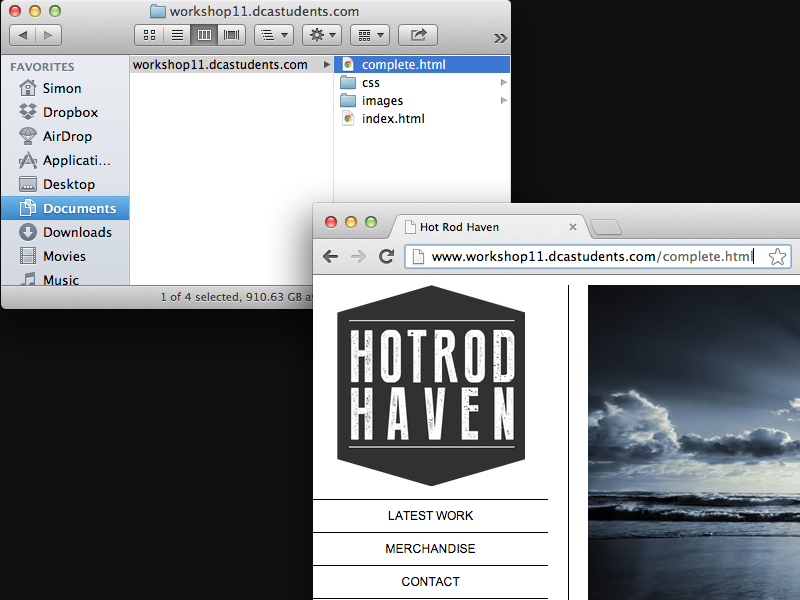 workshop11.dcastudents.com
FAVORITES
Simon
Dropbox
AirDrop
Applicati...
Desktop
Documents
Downloads
Movies
Music
workshop11.dcastudents.com
complete.html
css
images
index.html
1 of 4 selected, 910.63 GB
Hot Rod Haven
www.workshop11.dcastudents.com/complete.html
HOTROD
HAVEN
LATEST WORK
MERCHANDISE
CONTACT